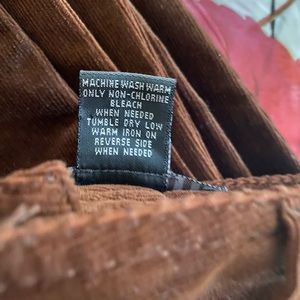 MACHINE WASH WARM
ONLY NON-CHLORINE
BLEACH
WHEN NEEDED
TUMBLE DRY LOW
WARM IRON ON
REVERSE SIDE
WHEN NEEDED